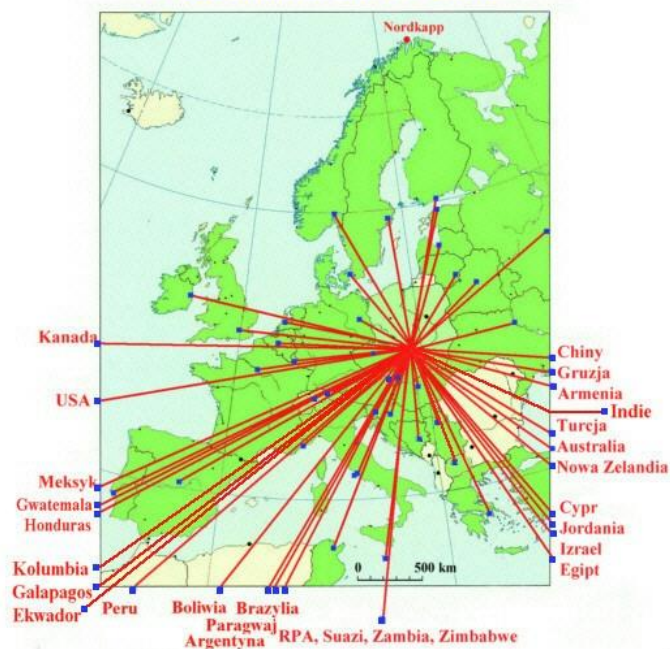 Nordkapp
Kanada
USA
Meksyk
Gwatemala
Honduras
Kolumbia
Galapagos
Ekwador
Peru
Boliwia
Brazylia
Paragwaj
Argentyna
RPA, Suazi, Zambia, Zimbabwe
0 500 km
Chiny
Gruzja
Armenia
Indie
Turcja
Australia
Nowa Zelandia
Cypr
Jordania
Izrael
Egipt